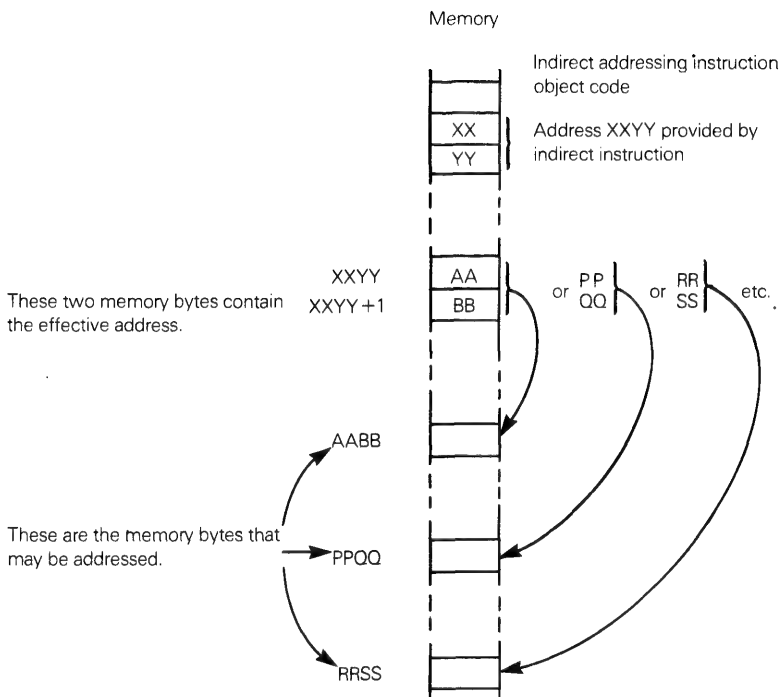 Memory
Indirect addressing instruction
object code
XX
YY
Address XXYY provided by
indirect instruction
These two memory bytes contain
the effective address.
XXYY
XXYY+1
AA
BB
or PP
QQ
or RR
SS
etc.
AABB
These are the memory bytes that
may be addressed.
PPQQ
RRSS